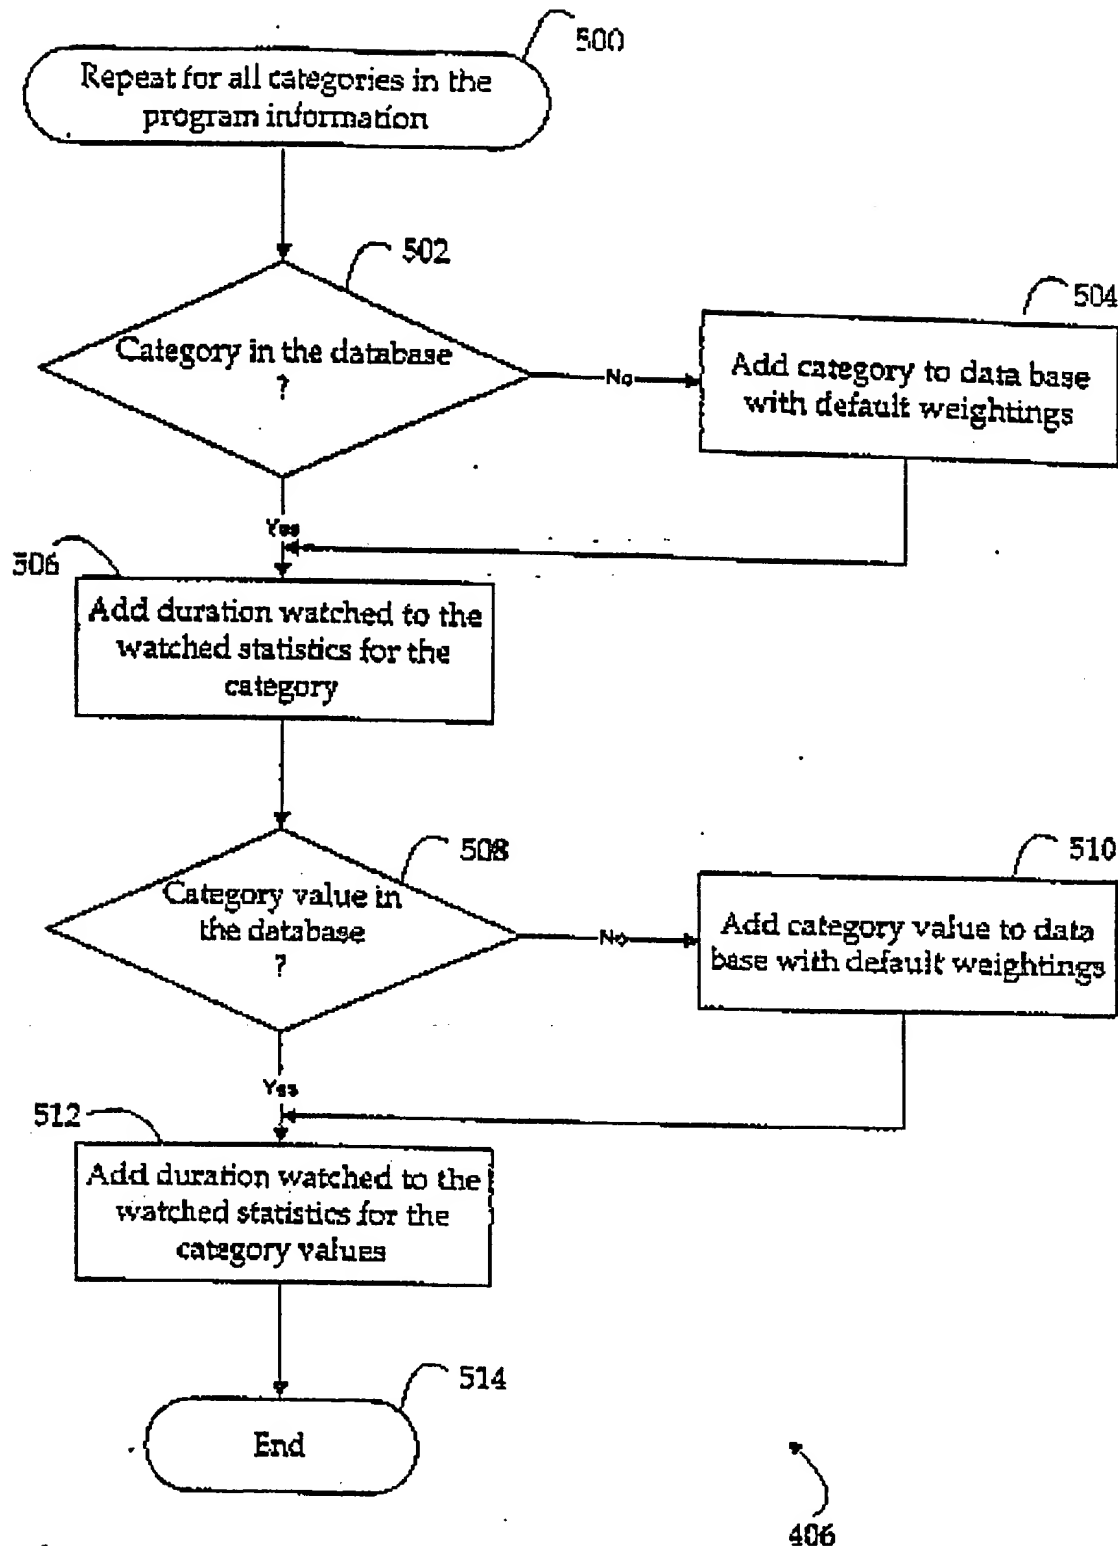 500
Repeat for all categories in the
program information
502
Category in the database
?
No
504
Add category to data base
with default weightings
Yes
506
Add duration watched to the
watched statistics for the
category
508
Category value in
the database
?
No
510
Add category value to data
base with default weightings
Yes
512
Add duration watched to the
watched statistics for the
category values
514
End
406